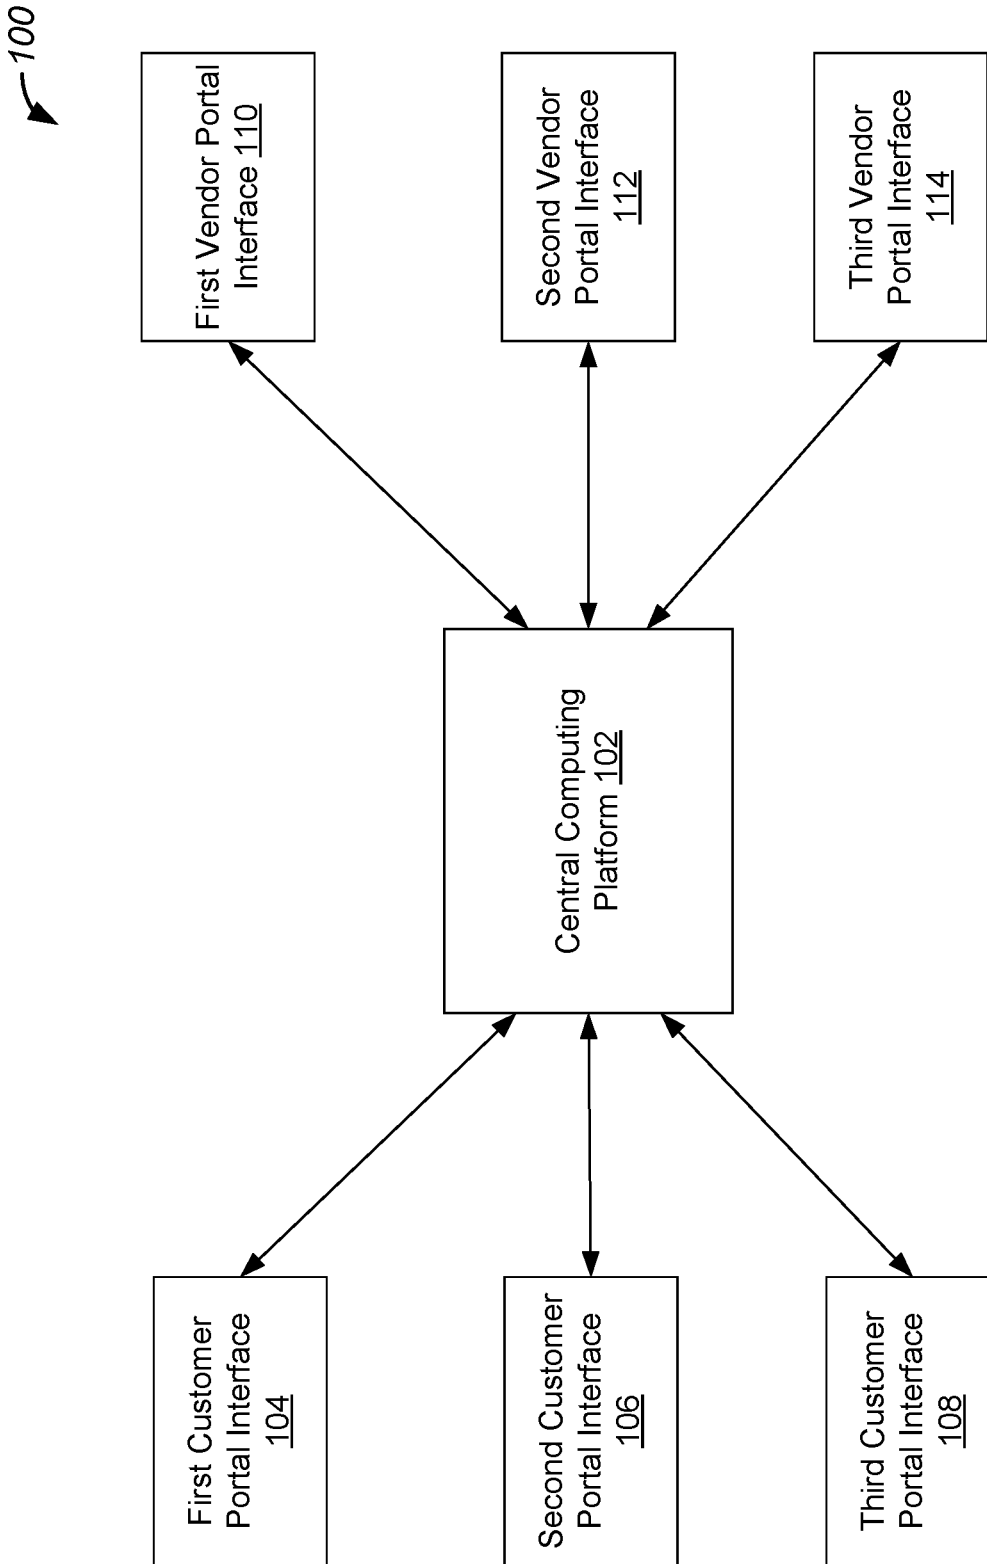 100
First Customer
Portal Interface
104
Second Customer
Portal Interface
106
Third Customer
Portal Interface
108
Central Computing
Platform 102
First Vendor Portal
Interface 110
Second Vendor
Portal Interface
112
Third Vendor
Portal Interface
114